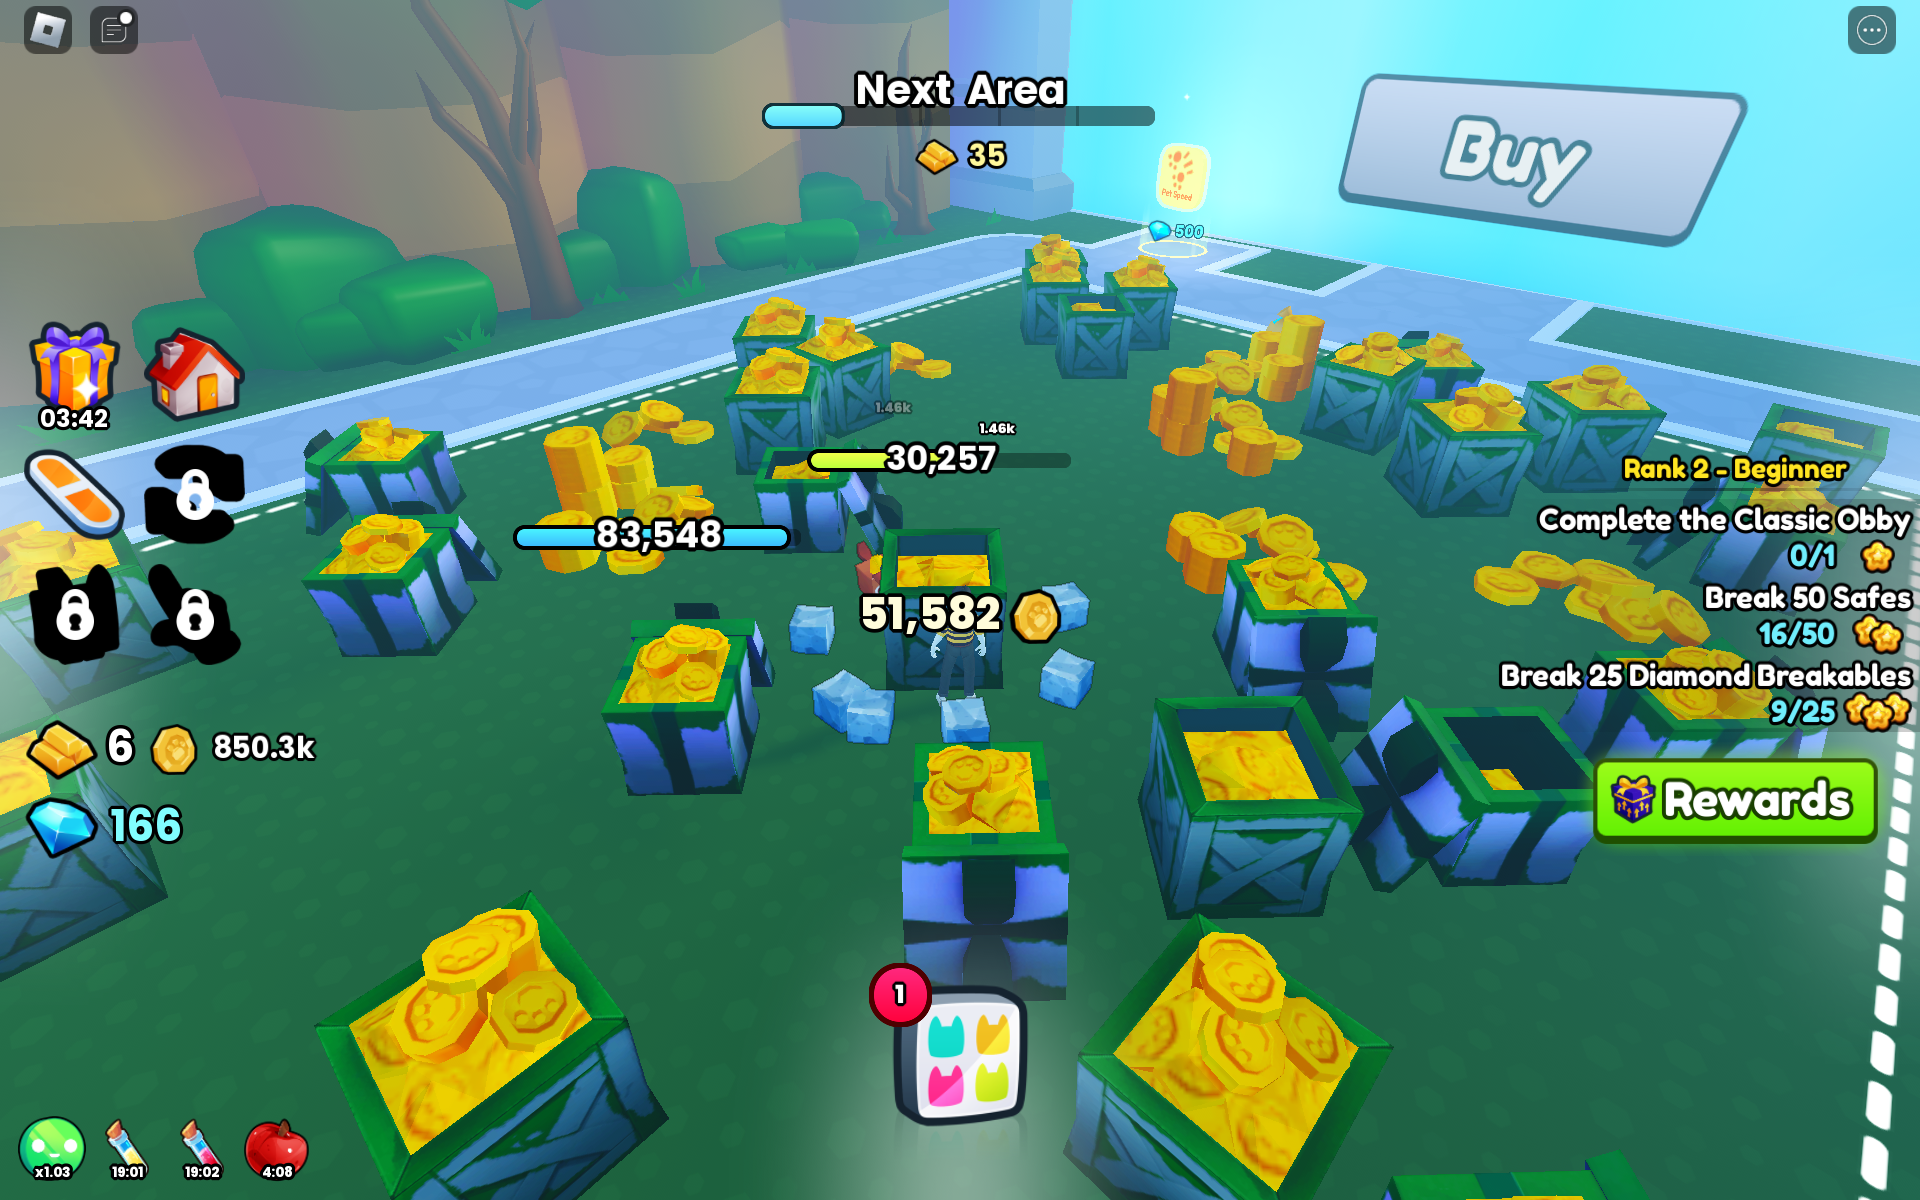 Next Area
35
Buy
Pet Speed
500
03:42
1.46k
1.46k
30,257
83,548
51,582
Rank 2 - Beginner
Complete the Classic Obby
0/1
Break 50 Safes
16/50
Break 25 Diamond Breakables
9/25
Rewards
6
850.3k
166
1
x1.03
19:01
19:02
4:08